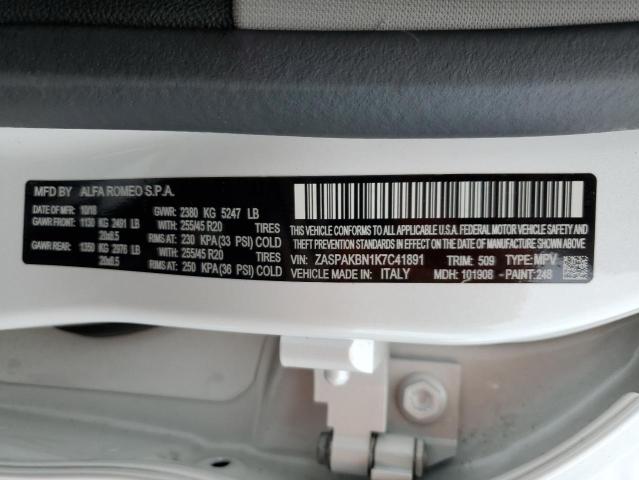 MFD BY ALFA ROMEO S.P.A.
DATE OF MFR: 10/18 GVWR: 2380 KG 5247 LB
GAWR FRONT: 1130 KG 2491 LB WITH: 255/45 R20 TIRES
20x8.5 RIMS AT: 230 KPA (33 PSI) COLD
GAWR REAR: 1350 KG 2976 LB WITH: 255/45 R20 TIRES
20x8.5 RIMS AT: 250 KPA (36 PSI) COLD
THIS VEHICLE CONFORMS TO ALL APPLICABLE U.S.A. FEDERAL MOTOR VEHICLE
SAFETY, BUMPER, AND THEFT PREVENTION STANDARDS IN EFFECT ON THE DATE OF MANUFACTURE SHOWN ABOVE.
VIN: ZASPAKBN1K7C41891 TRIM: 509 TYPE: MPV
VEHICLE MADE IN: ITALY MDH: 101908 - PAINT: 248